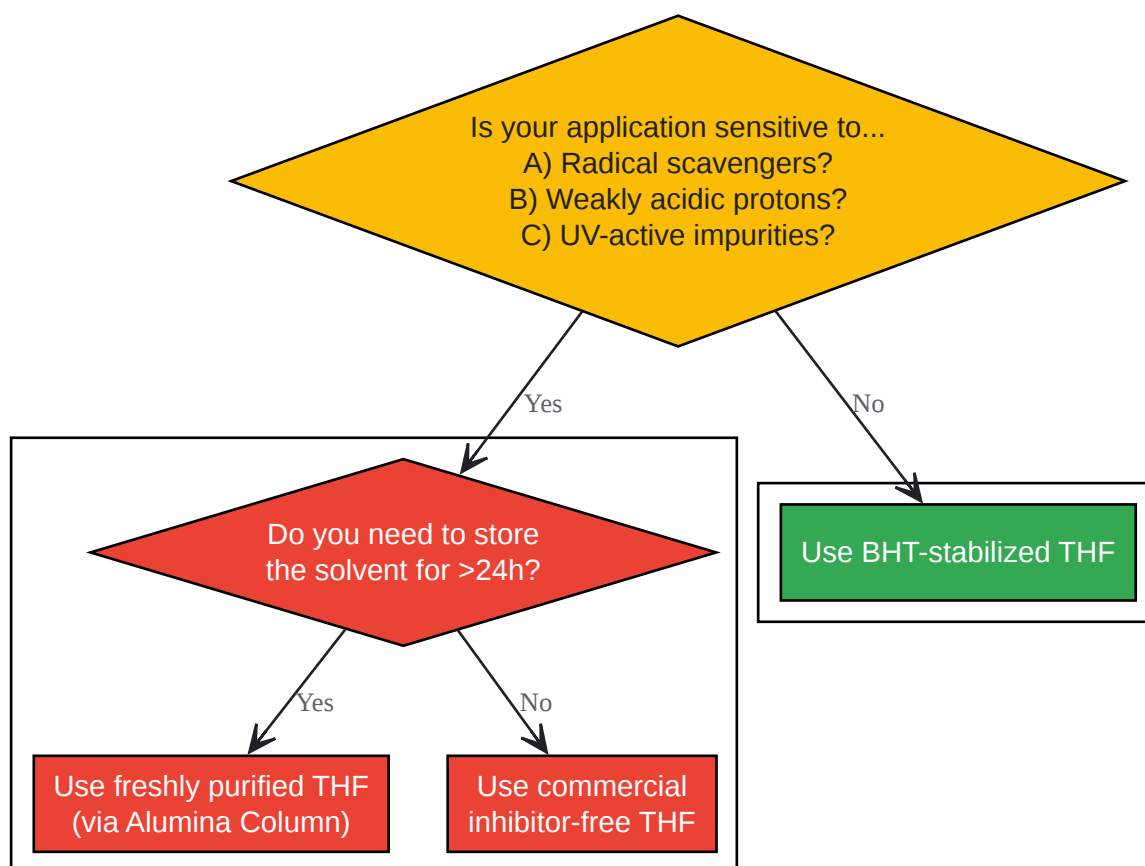 Is your application sensitive to...
A) Radical scavengers?
B) Weakly acidic protons?
C) UV-active impurities?
Yes
No
Do you need to store
the solvent for >24h?
Use BHT-stabilized THF
Yes
No
Use freshly purified THF
(via Alumina Column)
Use commercial
inhibitor-free THF